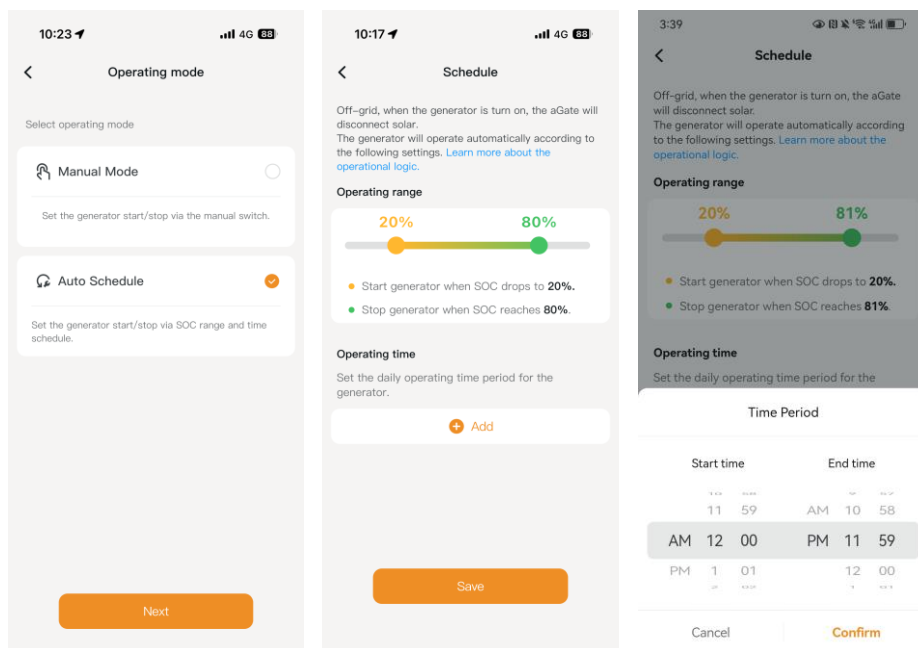 10:23
4G 88
Operating mode
Select operating mode
Manual Mode
Set the generator start/stop via the manual switch.
Auto Schedule
Set the generator start/stop via SOC range and time
schedule.
Next
10:17
4G 88
Schedule
Off-grid, when the generator is turn on, the aGate will
disconnect solar.
The generator will operate automatically according to
the following settings. Learn more about the
operational logic.
Operating range
20% 80%
Start generator when SOC drops to 20%.
Stop generator when SOC reaches 80%.
Operating time
Set the daily operating time period for the
generator.
Add
Save
3:39
Schedule
Off-grid, when the generator is turn on, the aGate
will disconnect solar.
The generator will operate automatically according
to the following settings. Learn more about the
operational logic.
Operating range
20% 81%
Start generator when SOC drops to 20%.
Stop generator when SOC reaches 81%.
Operating time
Set the daily operating time period for the
Time Period
Start time End time
11 59 AM 10 58
AM 12 00 PM 11 59
PM 1 01 12 00
Cancel Confirm